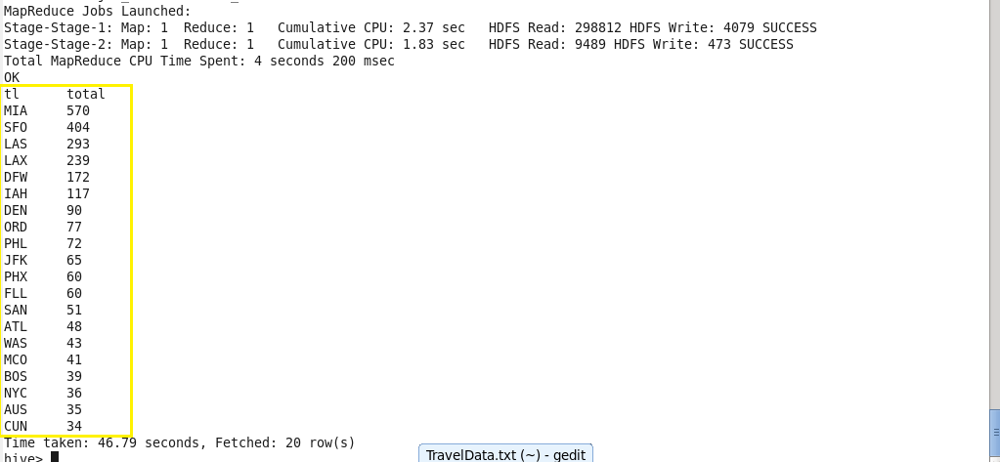 MapReduce Jobs Launched:
Stage-Stage-1: Map: 1  Reduce: 1   Cumulative CPU: 2.37 sec   HDFS Read: 298812 HDFS Write: 4079 SUCCESS
Stage-Stage-2: Map: 1  Reduce: 1   Cumulative CPU: 1.83 sec   HDFS Read: 9489 HDFS Write: 473 SUCCESS
Total MapReduce CPU Time Spent: 4 seconds 200 msec
OK
tl      total
MIA     570
SFO     404
LAS     293
LAX     239
DFW     172
IAH     117
DEN     90
ORD     77
PHL     72
JFK     65
PHX     60
FLL     60
SAN     51
ATL     48
WAS     43
MCO     41
BOS     39
NYC     36
AUS     35
CUN     34
Time taken: 46.79 seconds, Fetched: 20 row(s)
hive>
TravelData.txt (~) - gedit